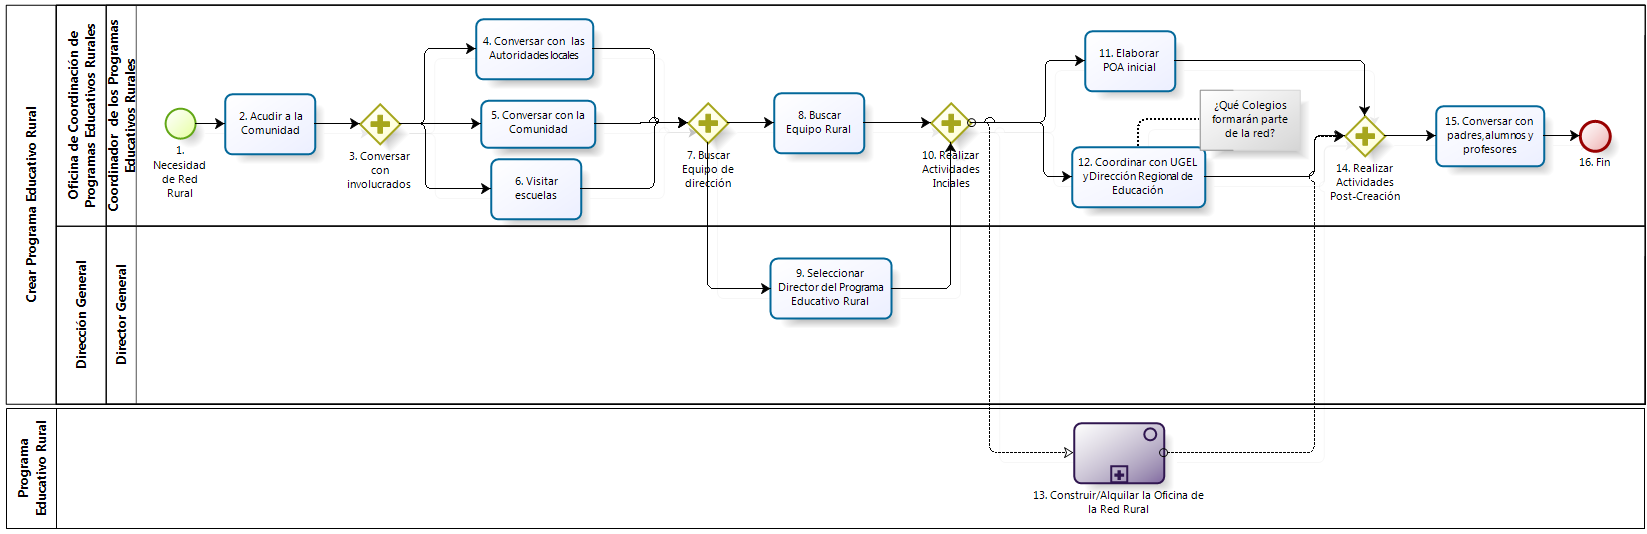 Crear Programa Educativo Rural
Oficina de Coordinación de
Programas Educativos Rurales
Coordinador de los Programas
Educativos Rurales
1.
Necesidad
de Red
Rural
2. Acudir a la
Comunidad
3. Conversar
con
involucrados
4. Conversar con las
Autoridades locales
5. Conversar con la
Comunidad
6. Visitar
escuelas
7. Buscar
Equipo de
dirección
8. Buscar
Equipo Rural
10. Realizar
Actividades
Inciales
11. Elaborar
POA inicial
¿Qué Colegios
formarán parte
de la red?
12. Coordinar con UGEL
y Dirección Regional de
Educación
14. Realizar
Actividades
Post-Creación
15. Conversar con
padres,alumnos y
profesores
16. Fin
Dirección General
Director General
9. Seleccionar
Director del Programa
Educativo Rural
Programa
Educativo Rural
13. Construir/Alquilar la Oficina de
la Red Rural